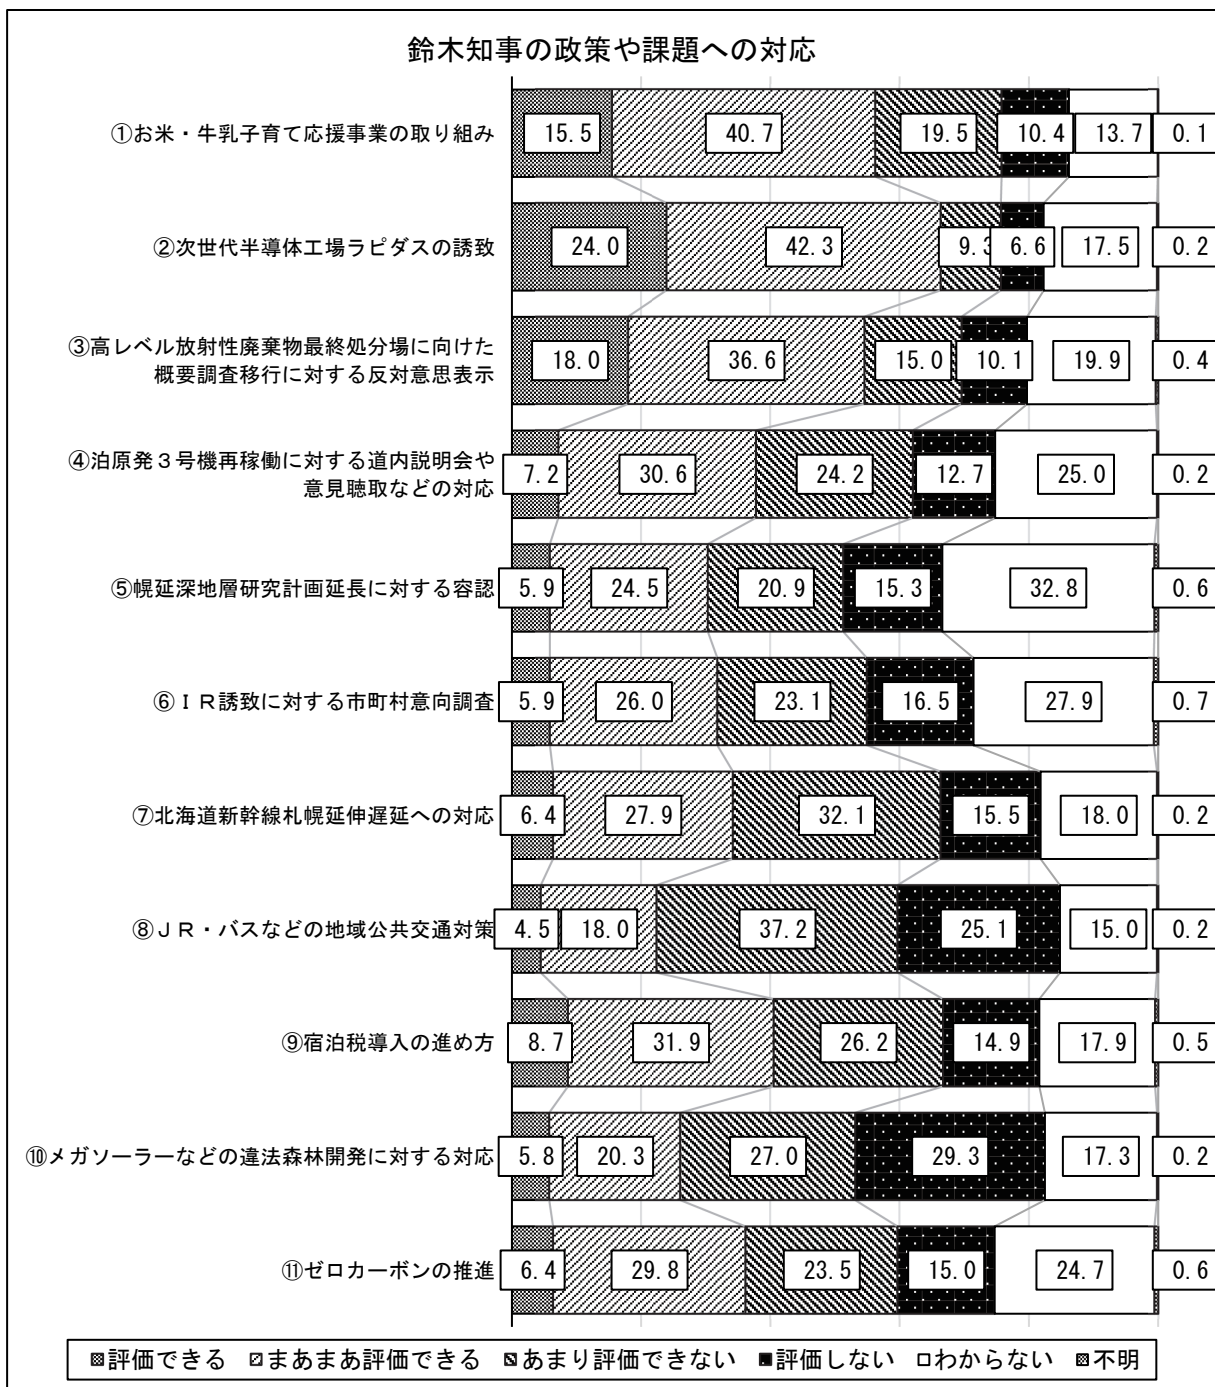 鈴木知事の政策や課題への対応
①お米・牛乳子育て応援事業の取り組み 15.5 40.7 19.5 10.4 13.7 0.1
②次世代半導体工場ラピダスの誘致 24.0 42.3 9.3 6.6 17.5 0.2
③高レベル放射性廃棄物最終処分場に向けた
概要調査移行に対する反対意思表示 18.0 36.6 15.0 10.1 19.9 0.4
④泊原発３号機再稼働に対する道内説明会や
意見聴取などの対応 7.2 30.6 24.2 12.7 25.0 0.2
⑤幌延深地層研究計画延長に対する容認 5.9 24.5 20.9 15.3 32.8 0.6
⑥ＩＲ誘致に対する市町村意向調査 5.9 26.0 23.1 16.5 27.9 0.7
⑦北海道新幹線札幌延伸遅延への対応 6.4 27.9 32.1 15.5 18.0 0.2
⑧ＪＲ・バスなどの地域公共交通対策 4.5 18.0 37.2 25.1 15.0 0.2
⑨宿泊税導入の進め方 8.7 31.9 26.2 14.9 17.9 0.5
⑩メガソーラーなどの違法森林開発に対する対応 5.8 20.3 27.0 29.3 17.3 0.2
⑪ゼロカーボンの推進 6.4 29.8 23.5 15.0 24.7 0.6
評価できる まあまあ評価できる あまり評価できない 評価しない わからない 不明